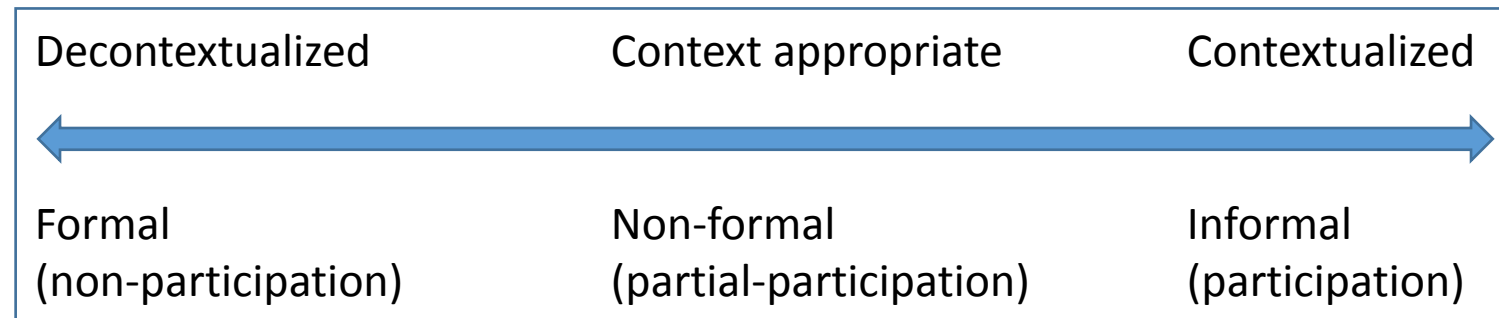 Decontextualized Context appropriate Contextualized
Formal Non-formal Informal
(non-participation) (partial-participation) (participation)